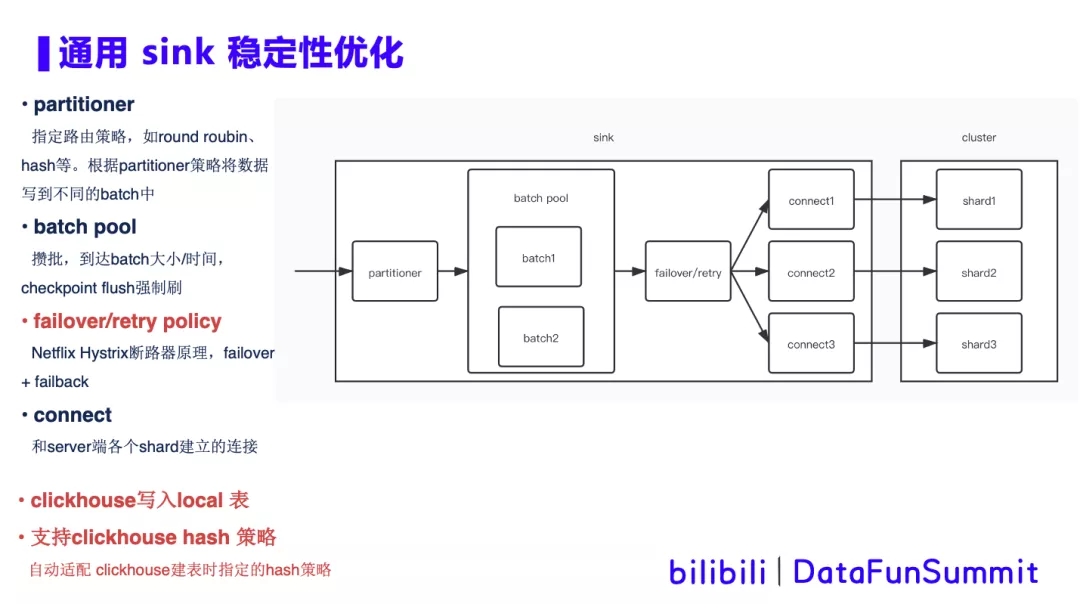 通用 sink 稳定性优化
• partitioner
指定路由策略，如round roubin、
hash等。根据partitioner策略将数据
写到不同的batch中
• batch pool
攒批，到达batch大小/时间，
checkpoint flush强制刷
• failover/retry policy
Netflix Hystrix断路器原理，failover
+ failback
• connect
和server端各个shard建立的连接
• clickhouse写入local 表
• 支持clickhouse hash 策略
自动适配 clickhouse建表时指定的hash策略
sink
cluster
partitioner
batch pool
batch1
batch2
failover/retry
connect1
connect2
connect3
shard1
shard2
shard3
bilibili | DataFunSummit